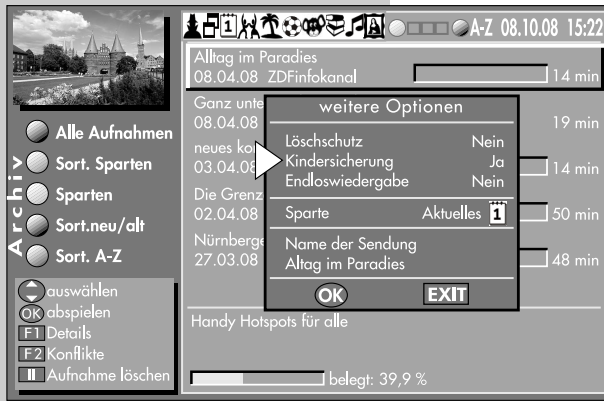 A-Z 08.10.08 15:22
Alltag im Paradies
08.04.08 ZDFinfokanal 14 min
Ganz unte
08.04.08 19 min
neues ko
03.04.08 14 min
Die Grenz
02.04.08 50 min
Nürnberge
27.03.08 48 min
Handy Hotspots für alle
belegt: 39,9 %
weitere Optionen
Löschschutz Nein
Kindersicherung Ja
Endloswiedergabe Nein
Sparte Aktuelles 1
Name der Sendung
Altag im Paradies
OK EXIT
Archiv
Alle Aufnahmen
Sort. Sparten
Sparten
Sort.neu/alt
Sort. A-Z
auswählen
OK abspielen
F1 Details
F2 Konflikte
Aufnahme löschen